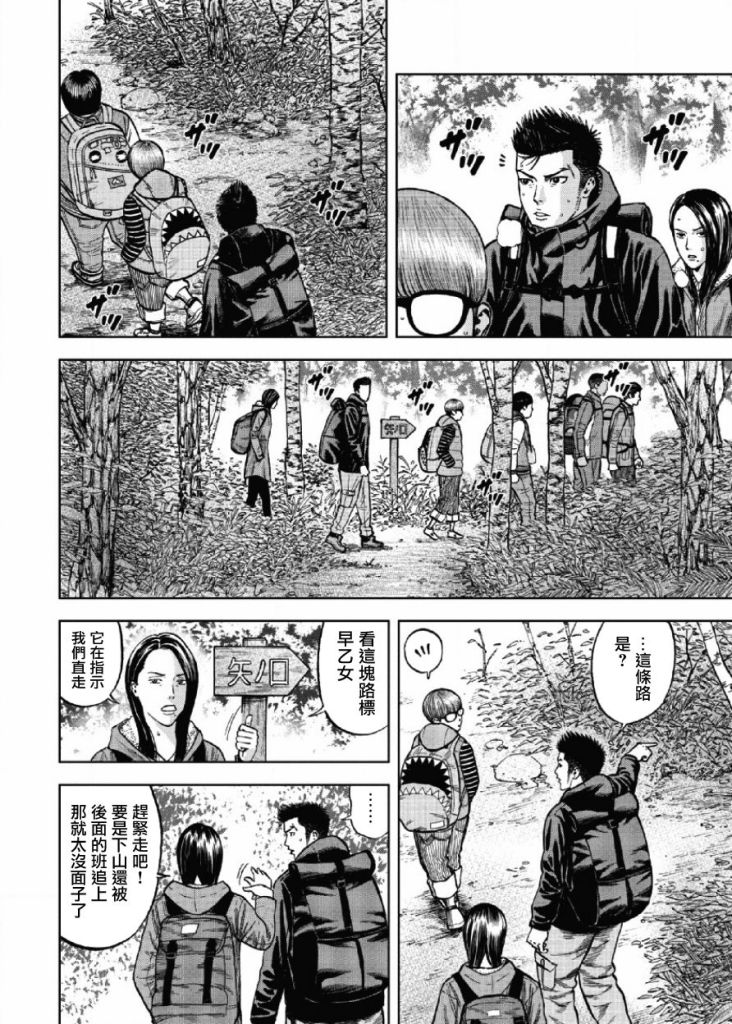 ザッ
ザッ
ザッ
ザッ
ザッ
ザッ
ザッ
ザッ
ザッ
矢ノ口
…這條路
是？
看這塊路標
早乙女
矢ノ口
它在指示
我們直走
……
趕緊走吧！
要是下山還被
後面的班追上
那就太沒面子了